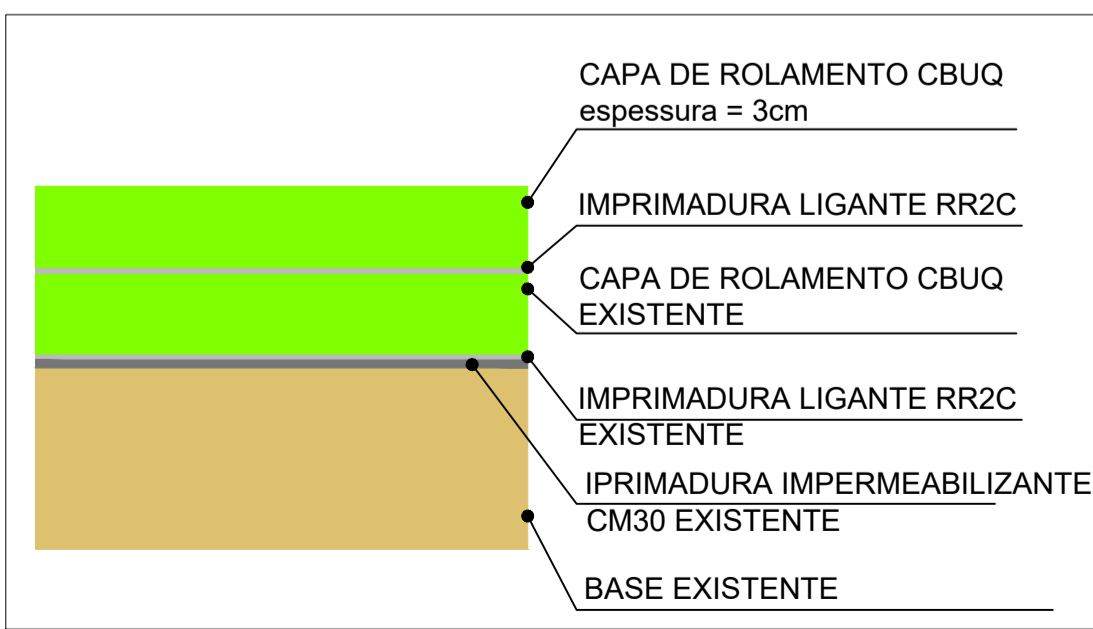 CAPA DE ROLAMENTO CBUQ
espessura = 3cm
IMPRIMADURA LIGANTE RR2C
CAPA DE ROLAMENTO CBUQ
EXISTENTE
IMPRIMADURA LIGANTE RR2C
EXISTENTE
IPRIMADURA IMPERMEABILIZANTE
CM30 EXISTENTE
BASE EXISTENTE